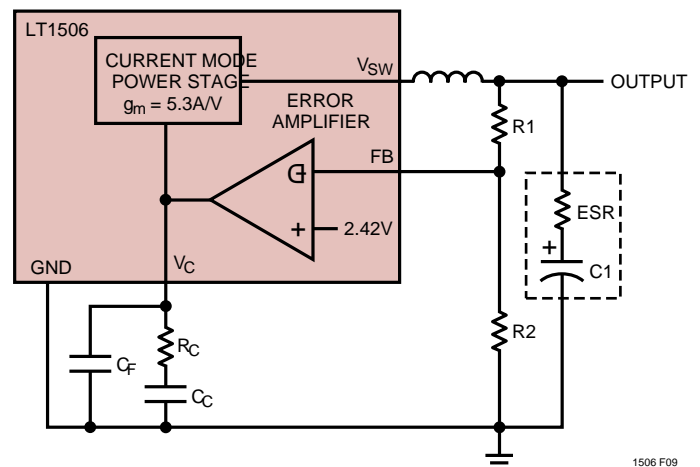 LT1506
CURRENT MODE
POWER STAGE
gm = 5.3A/V
VSW
OUTPUT
ERROR
AMPLIFIER
R1
FB
ESR
+
2.42V
+
GND
VC
C1
R2
RC
CF
CC
1506 F09